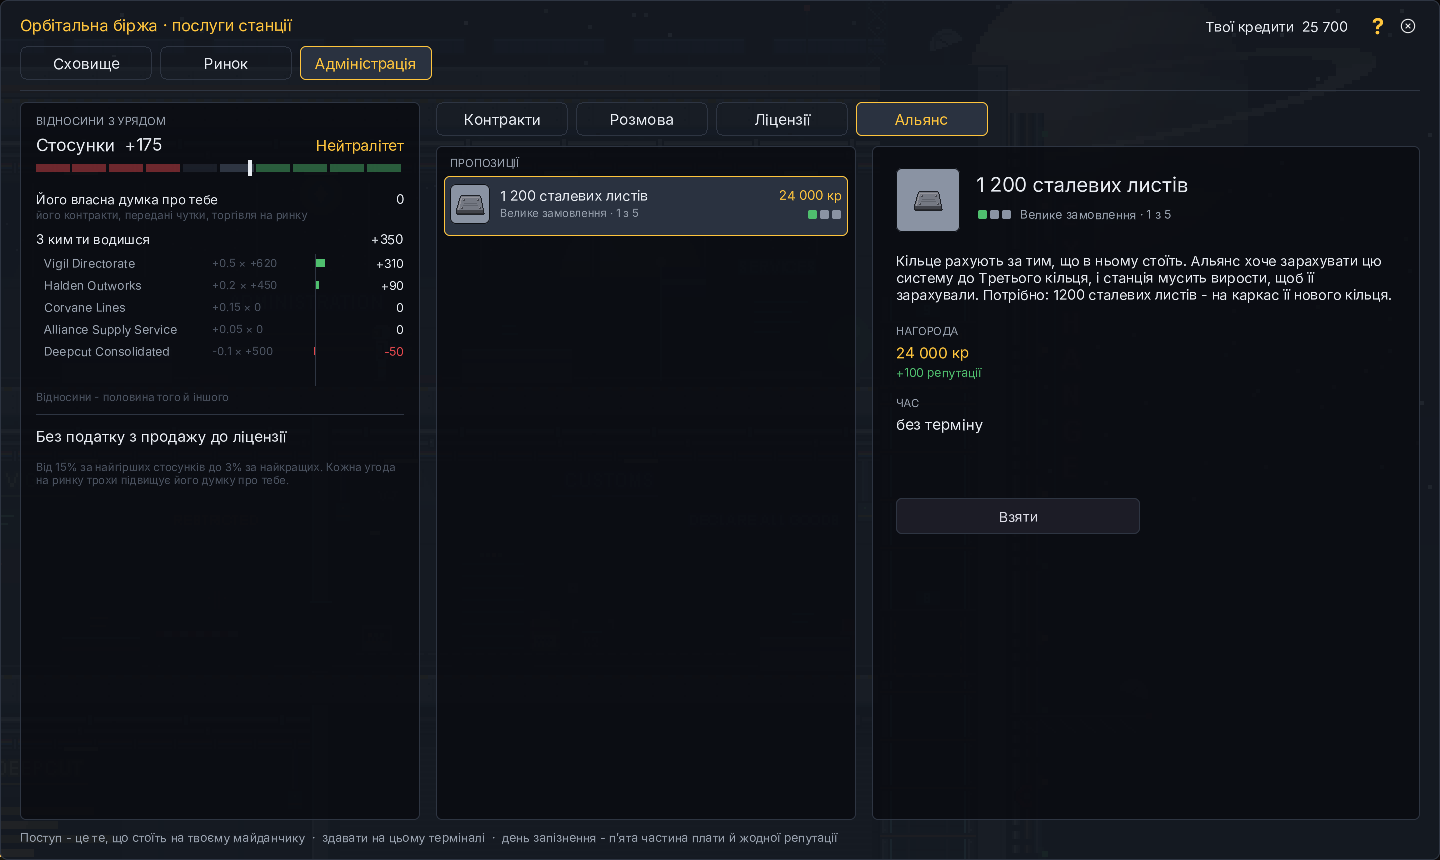 Орбітальна біржа · послуги станції
Твої кредити 25 700
?
Сховище
Ринок
Адміністрація
ВІДНОСИНИ З УРЯДОМ
Стосунки +175
Нейтралітет
Його власна думка про тебе 0
його контракти, передані чутки, торгівля на ринку
З ким ти водишся +350
Vigil Directorate +0.5 × +620 +310
Halden Outworks +0.2 × +450 +90
Corvane Lines +0.15 × 0 0
Alliance Supply Service +0.05 × 0 0
Deepcut Consolidated -0.1 × +500 -50
Відносини - половина того й іншого
Без податку з продажу до ліцензії
Від 15% за найгірших стосунків до 3% за найкращих. Кожна угода
на ринку трохи підвищує його думку про тебе.
Контракти
Розмова
Ліцензії
Альянс
ПРОПОЗИЦІЇ
1 200 сталевих листів 24 000 кр
Велике замовлення · 1 з 5
1 200 сталевих листів
Велике замовлення · 1 з 5
Кільце рахують за тим, що в ньому стоїть. Альянс хоче зарахувати цю
систему до Третього кільця, і станція мусить вирости, щоб її
зарахували. Потрібно: 1200 сталевих листів - на каркас її нового кільця.
НАГОРОДА
24 000 кр
+100 репутації
ЧАС
без терміну
Взяти
Поступ - це те, що стоїть на твоєму майданчику · здавати на цьому терміналі · день запізнення - п'ята частина плати й жодної репутації